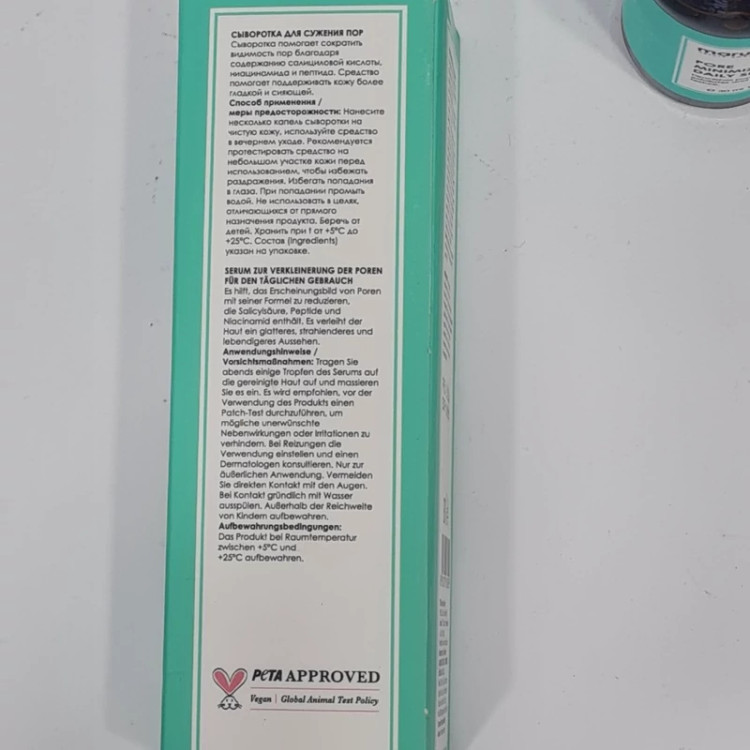 СЫВОРОТКА ДЛЯ СУЖЕНИЯ ПОР
Сыворотка помогает сократить
видимость пор благодаря
содержанию салициловой кислоты,
ниацинамида и пептида. Средство
помогает поддерживать кожу более
гладкой и сияющей.
Способ применения /
меры предосторожности: Нанесите
несколько капель сыворотки на
чистую кожу, используйте средство
в вечернем уходе. Рекомендуется
протестировать средство на
небольшом участке кожи перед
использованием, чтобы избежать
раздражения. Избегать попадания
в глаза. При попадании промыть
водой. Не использовать в целях,
отличающихся от прямого
назначения продукта. Беречь от
детей. Хранить при t от +5°C до
+25°C. Состав (Ingredients)
указан на упаковке.
SERUM ZUR VERKLEINERUNG DER POREN
FÜR DEN TÄGLICHEN GEBRAUCH
Es hilft, das Erscheinungsbild von Poren
mit seiner Formel zu reduzieren,
die Salicylsäure, Peptide und
Niacinamid enthält. Es verleiht der
Haut ein glatteres, strahlenderes und
lebendigeres Aussehen.
Anwendungshinweise /
Vorsichtsmaßnahmen: Tragen Sie
abends einige Tropfen des Serums auf
die gereinigte Haut auf und massieren
Sie es ein. Es wird empfohlen, vor der
Verwendung des Produkts einen
Patch-Test durchzuführen, um
mögliche unerwünschte
Nebenwirkungen oder Irritationen zu
verhindern. Bei Reizungen die
Verwendung einstellen und einen
Dermatologen konsultieren. Nur zur
äußerlichen Anwendung. Vermeiden
Sie direkten Kontakt mit den Augen.
Bei Kontakt gründlich mit Wasser
ausspülen. Außerhalb der Reichweite
von Kindern aufbewahren.
Aufbewahrungsbedingungen:
Das Produkt bei Raumtemperatur
zwischen +5°C und
+25°C aufbewahren.
PETA APPROVED
Vegan | Global Animal Test Policy
PORE
DAILY